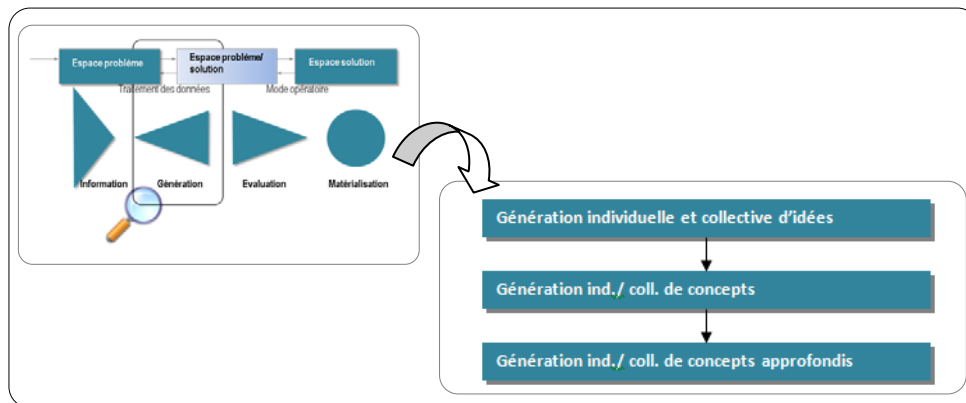 Espace problème
Espace problème/
solution
Espace solution
Traitement des données
Mode opératoire
Information
Génération
Evaluation
Matérialisation
Génération individuelle et collective d'idées
Génération ind./ coll. de concepts
Génération ind./ coll. de concepts approfondis